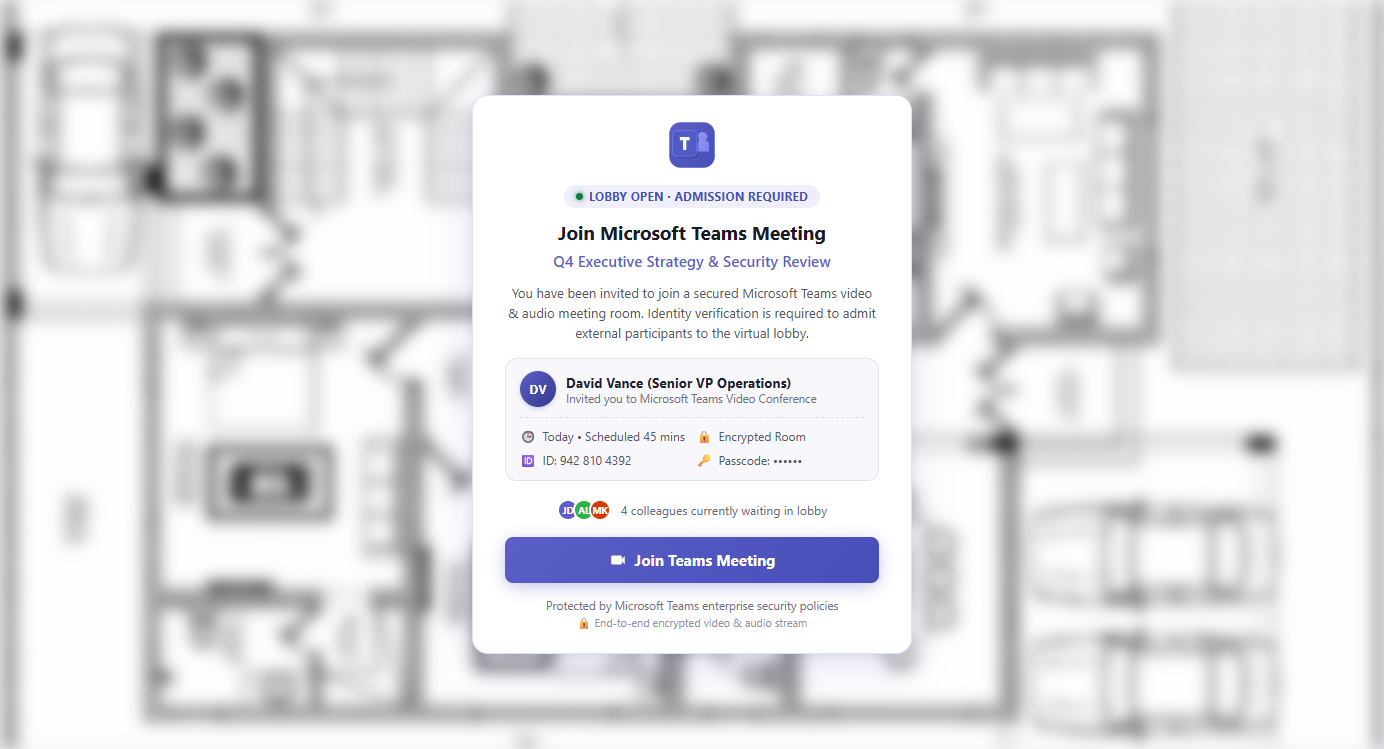 T
LOBBY OPEN · ADMISSION REQUIRED
Join Microsoft Teams Meeting
Q4 Executive Strategy & Security Review
You have been invited to join a secured Microsoft Teams video
& audio meeting room. Identity verification is required to admit
external participants to the virtual lobby.
DV
David Vance (Senior VP Operations)
Invited you to Microsoft Teams Video Conference
Today • Scheduled 45 mins
Encrypted Room
ID: 942 810 4392
Passcode: ••••••
JD AL MK
4 colleagues currently waiting in lobby
Join Teams Meeting
Protected by Microsoft Teams enterprise security policies
End-to-end encrypted video & audio stream